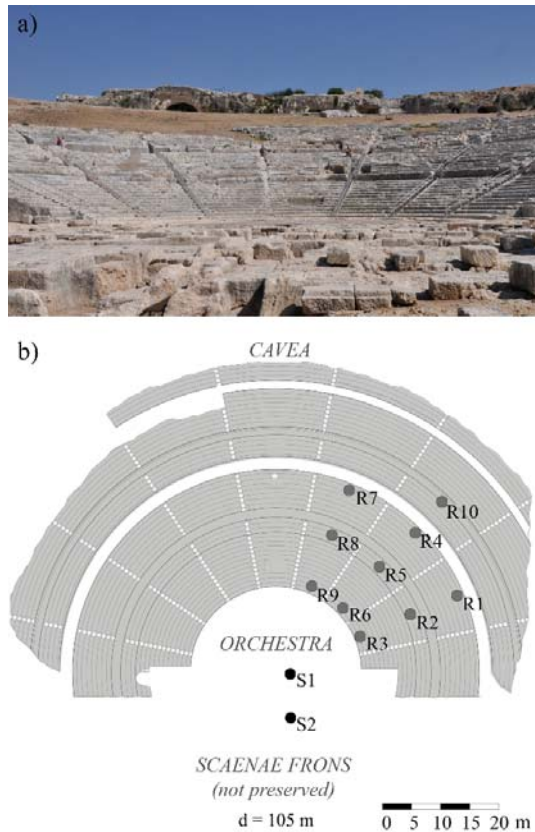 a)
b)
CAVEA
R7
R10
R4
R8
R5
R9
R1
R6
R2
R3
ORCHESTRA
S1
S2
SCAENAE FRONS
(not preserved)
d = 105 m
0 5 10 15 20 m